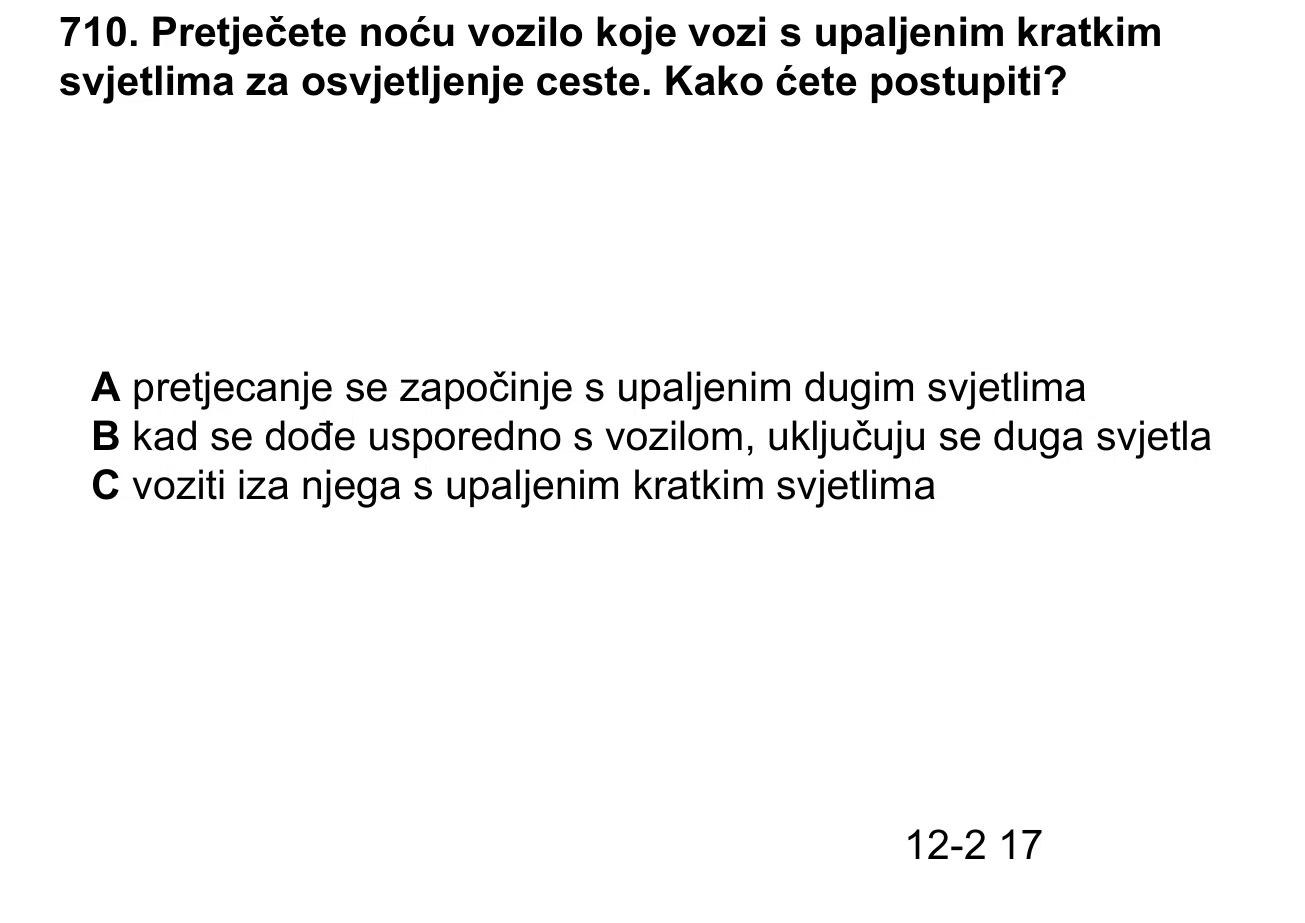 710. Pretječete noću vozilo koje vozi s upaljenim kratkim
svjetlima za osvjetljenje ceste. Kako ćete postupiti?
A pretjecanje se započinje s upaljenim dugim svjetlima
B kad se dođe usporedno s vozilom, uključuju se duga svjetla
C voziti iza njega s upaljenim kratkim svjetlima
12-2 17